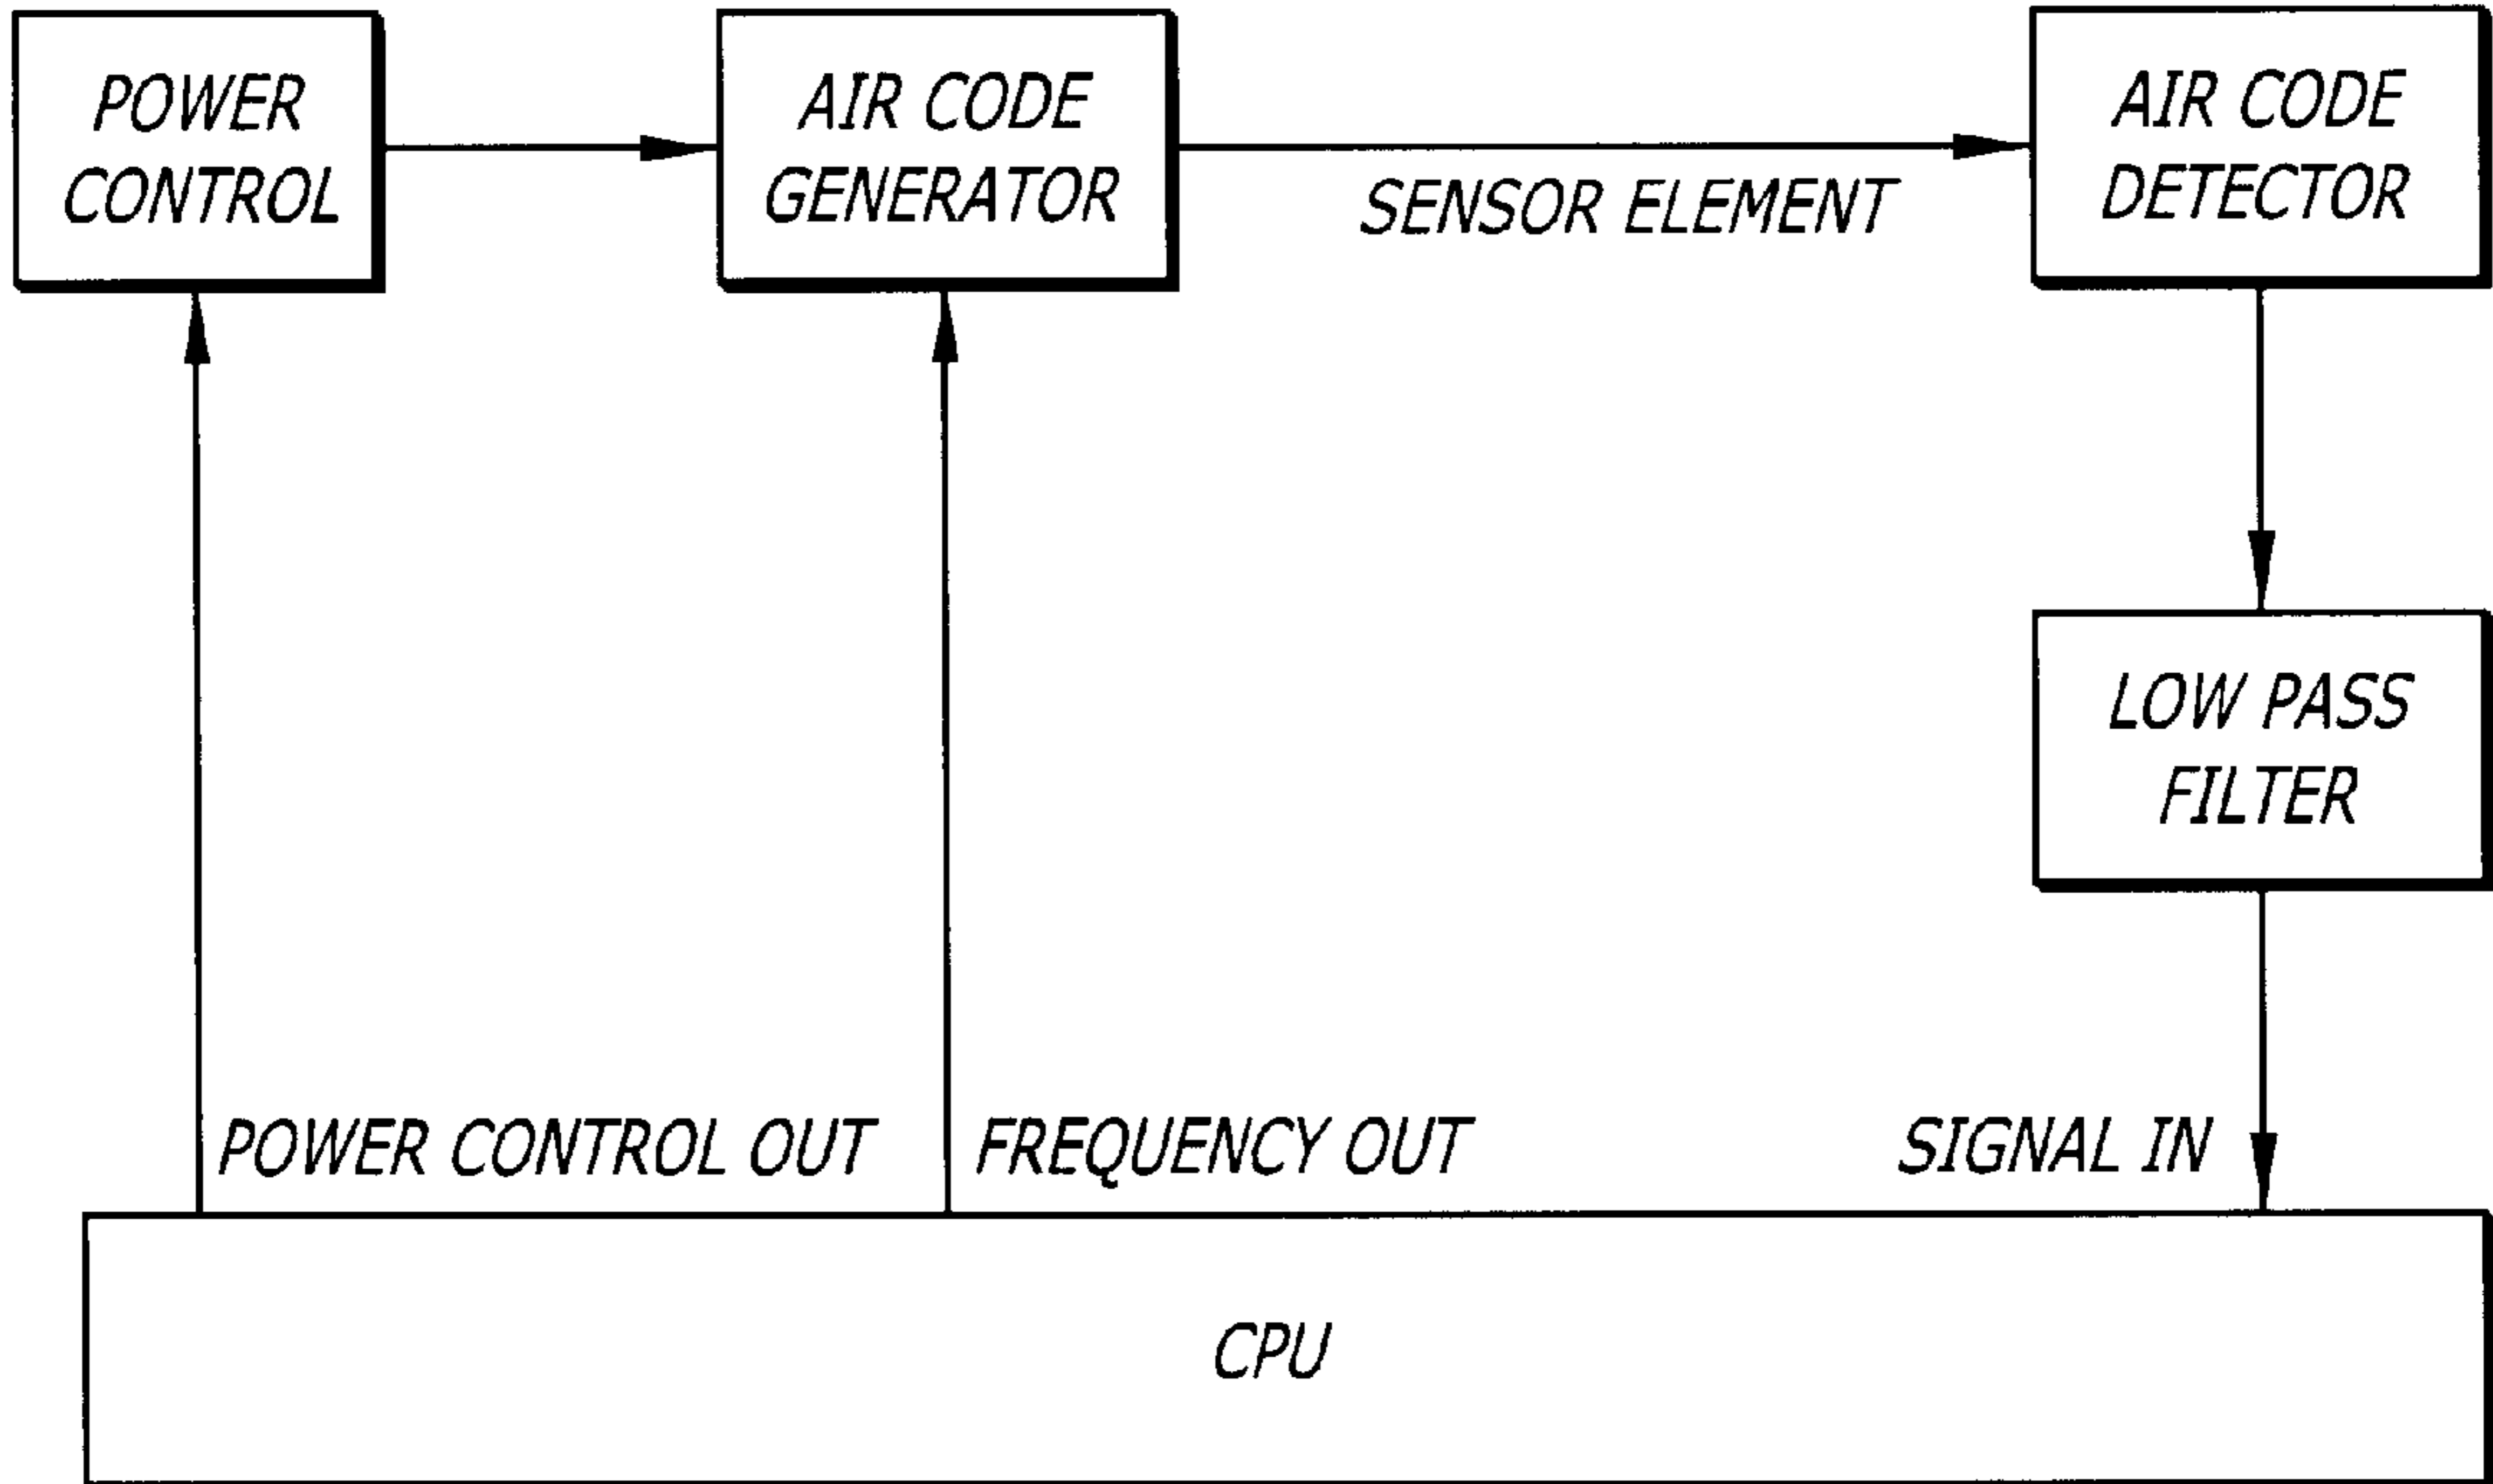 POWER
CONTROL
AIR CODE
GENERATOR
SENSOR ELEMENT
AIR CODE
DETECTOR
LOW PASS
FILTER
POWER CONTROL OUT
FREQUENCY OUT
SIGNAL IN
CPU